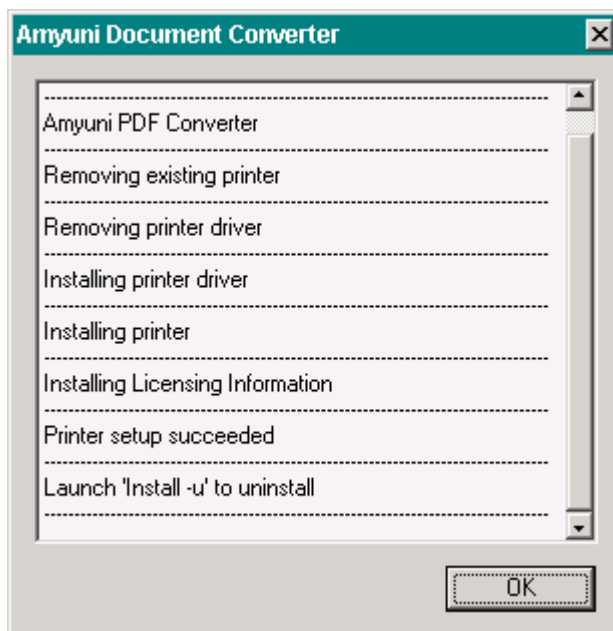 Amyuni Document Converter
---------------------------------------------------------------
Amyuni PDF Converter
---------------------------------------------------------------
Removing existing printer
---------------------------------------------------------------
Removing printer driver
---------------------------------------------------------------
Installing printer driver
---------------------------------------------------------------
Installing printer
---------------------------------------------------------------
Installing Licensing Information
---------------------------------------------------------------
Printer setup succeeded
---------------------------------------------------------------
Launch 'Install -u' to uninstall
---------------------------------------------------------------
OK